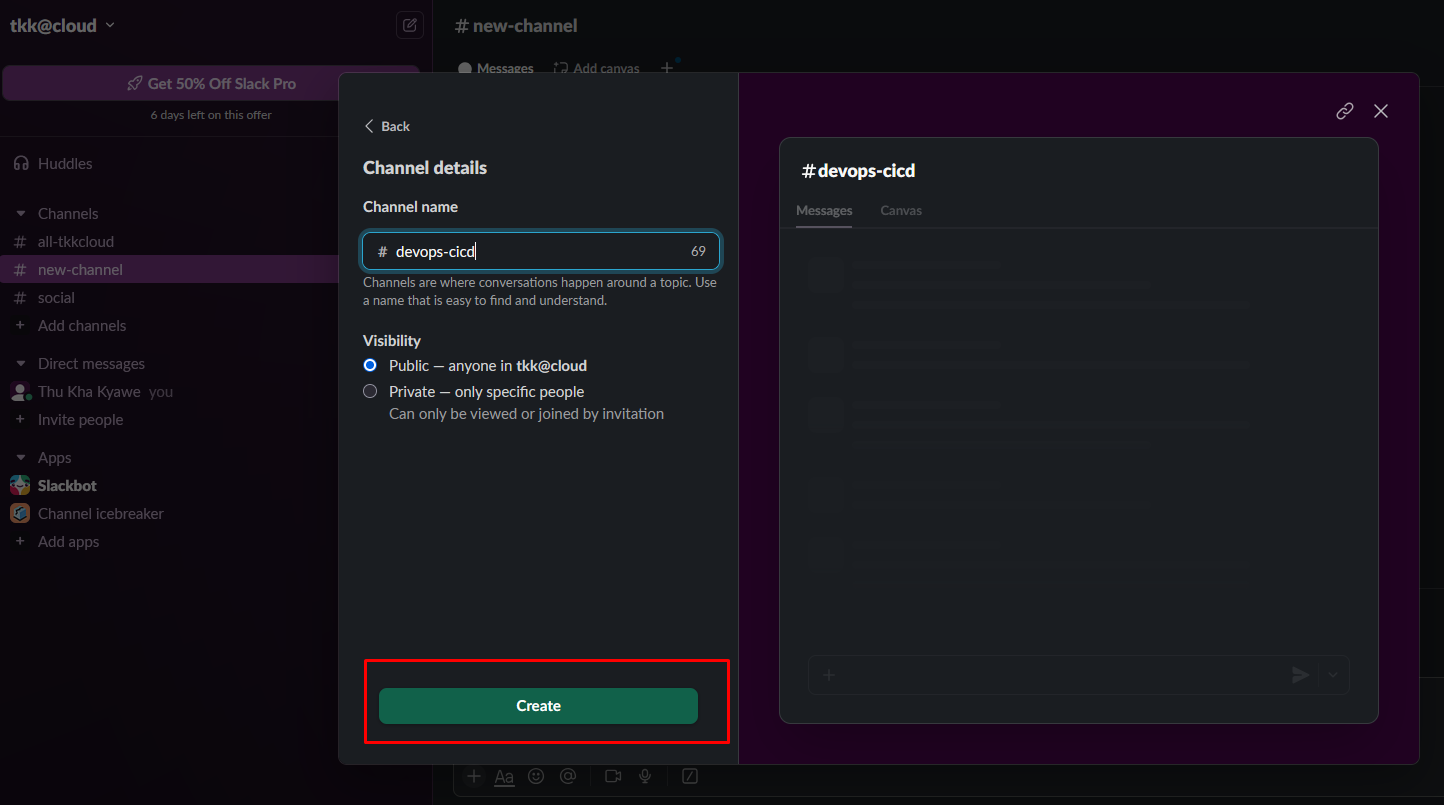 tkk@cloud
Get 50% Off Slack Pro
6 days left on this offer
Huddles
Channels
# all-tkkcloud
# new-channel
# social
+ Add channels
Direct messages
Thu Kha Kyawe you
+ Invite people
Apps
Slackbot
Channel icebreaker
+ Add apps
# new-channel
Messages
Add canvas
+
Back
Channel details
Channel name
# devops-cicd
69
Channels are where conversations happen around a topic. Use
a name that is easy to find and understand.
Visibility
Public — anyone in tkk@cloud
Private — only specific people
Can only be viewed or joined by invitation
Create
# devops-cicd
Messages
Canvas
+
+ Aa @